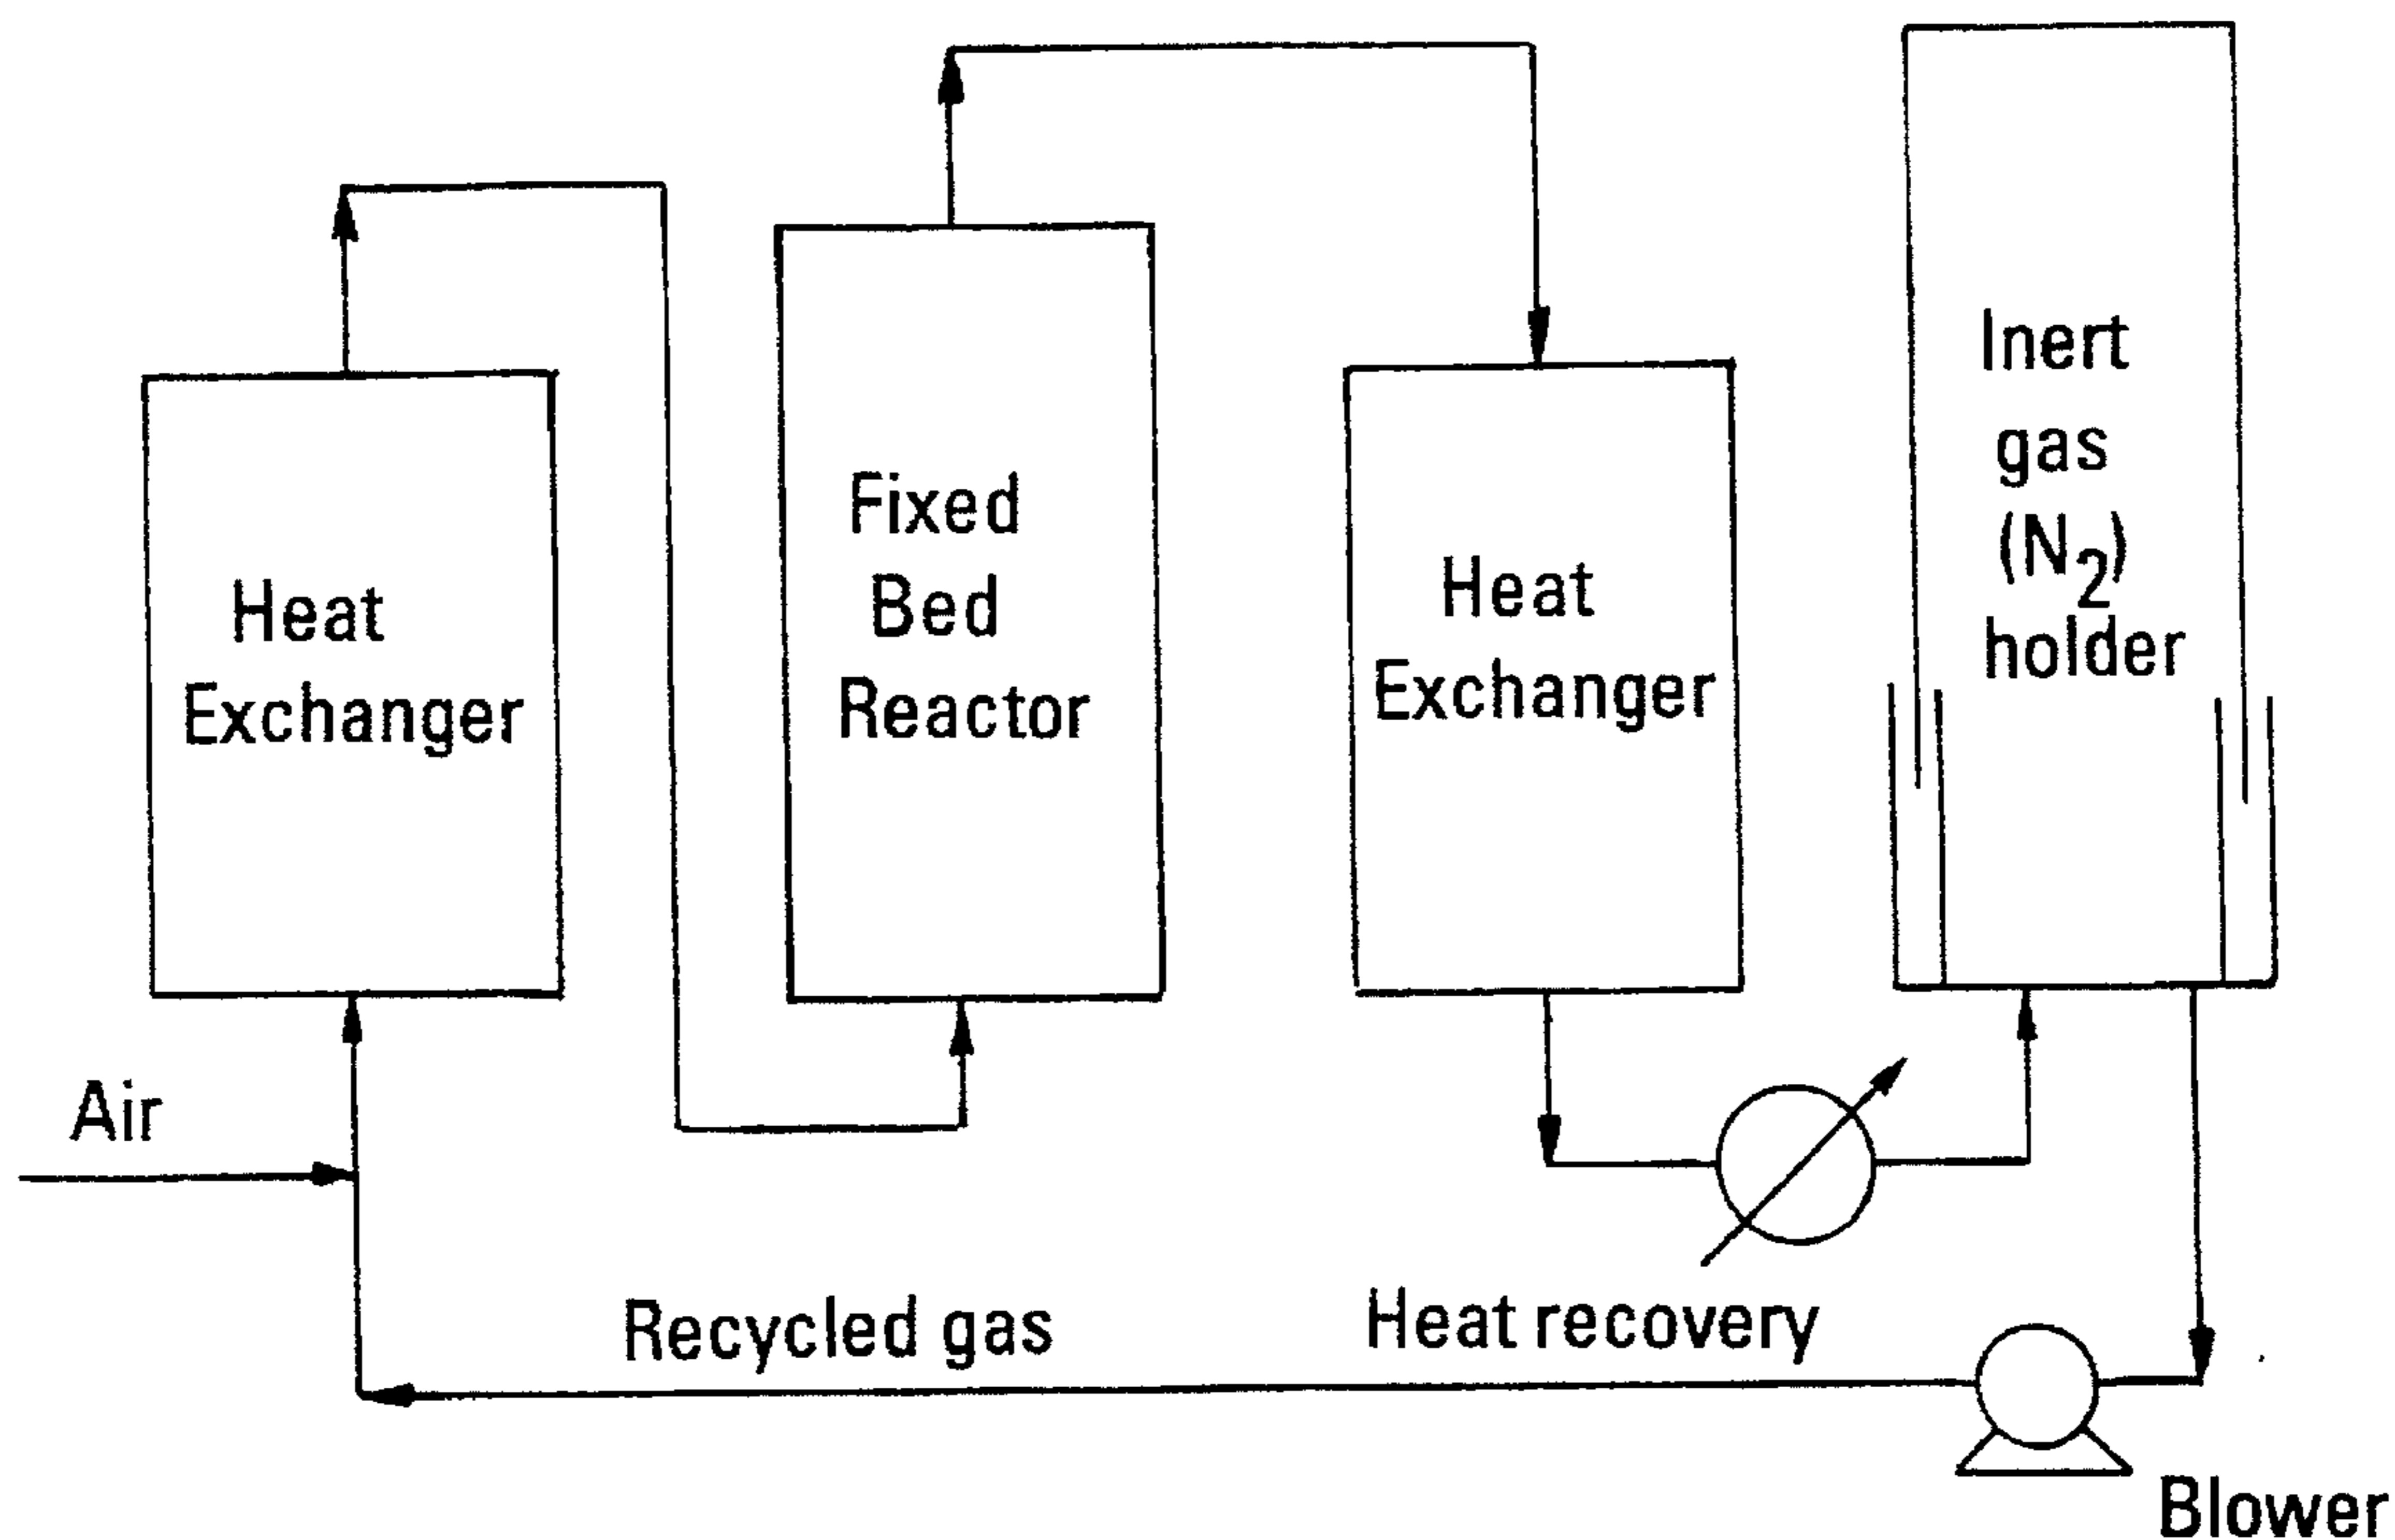 Heat
Exchanger
Fixed
Bed
Reactor
Heat
Exchanger
Inert
gas
(N2)
holder
Air
Recycled gas
Heat recovery
Blower